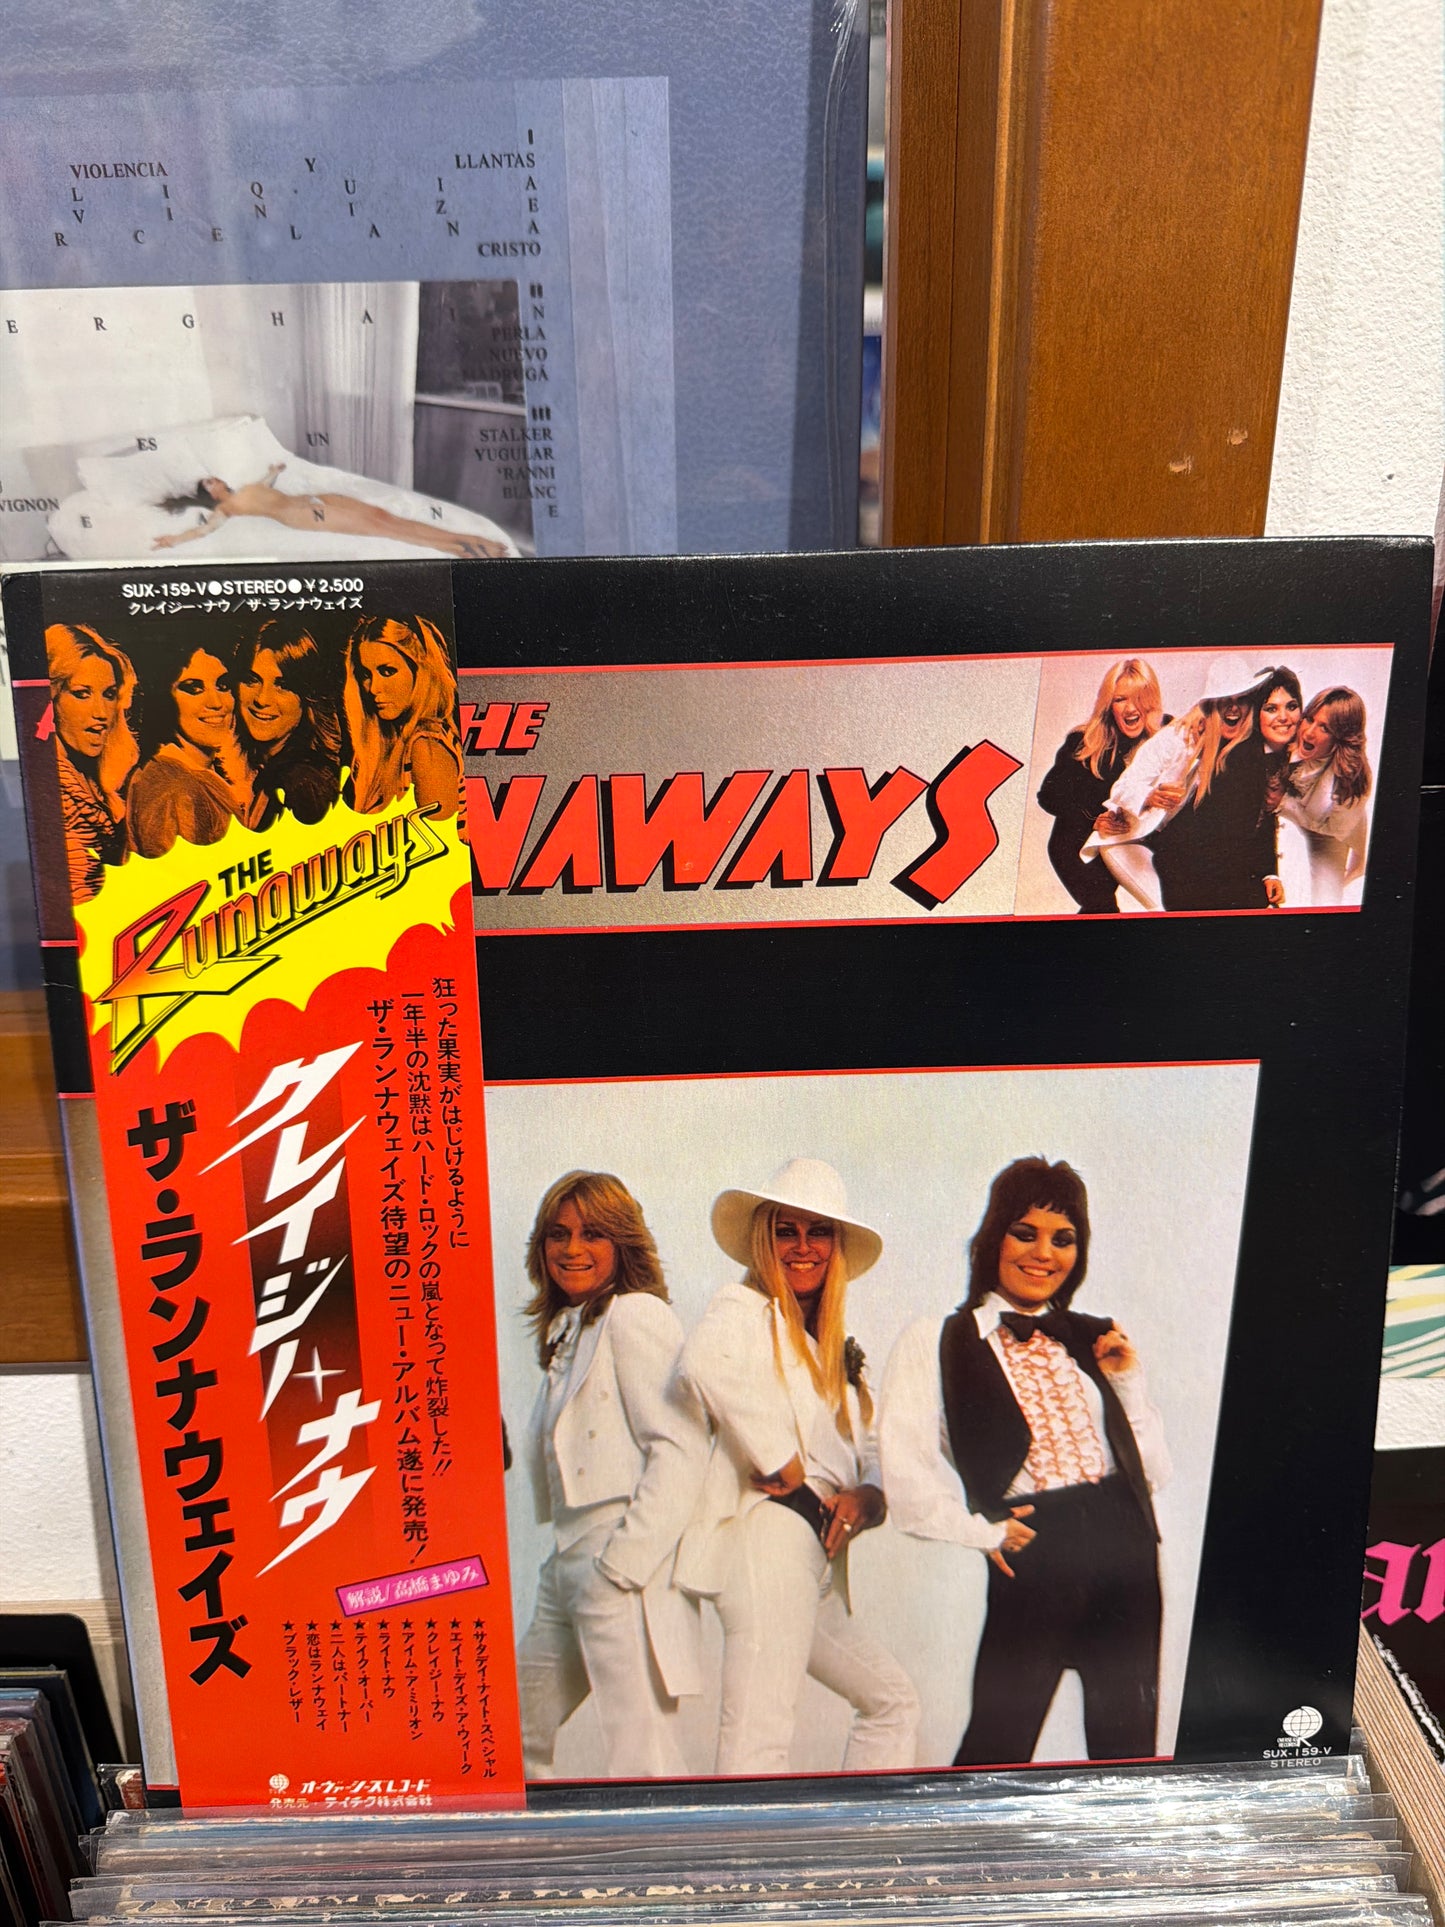 VIOLENCIA Y LLANTAS
L I Q. U I
V I N I Z
R C E L A N
I
S
A
E
A
CRISTO
E R G H A I
II
N
PERLA
NUEVO
MADRUGÁ
III
STALKER
YUGULAR
'RANNI
BLANC
E
ES UN
VIGNON
E A N N
SUX-159-V●STEREO●¥2,500
クレイジー・ナウ/ザ・ランナウェイズ
THE
Runaways
HE
NAWAYS
狂った果実がはじけるように
一年半の沈黙はハード・ロックの嵐となって炸裂した!!
ザ・ランナウェイズ待望のニュー・アルバム遂に発売!
クレイジー・ナウ
ザ・ランナウェイズ
解説/高橋まゆみ
★サタデイ・ナイト・スペシャル
★エイト・デイズ・ア・ウィーク
★クレイジー・ナウ
★アイム・ア・ミリオン
★ライト・ナウ
★テイク・オーバー
★二人はパートナー
★恋はランナウェイ
★ブラック・レザー
オーヴァーシーズレコード
発売元・テイチク株式会社
OVERSEAS
RECORDS
SUX-159-V
STEREO